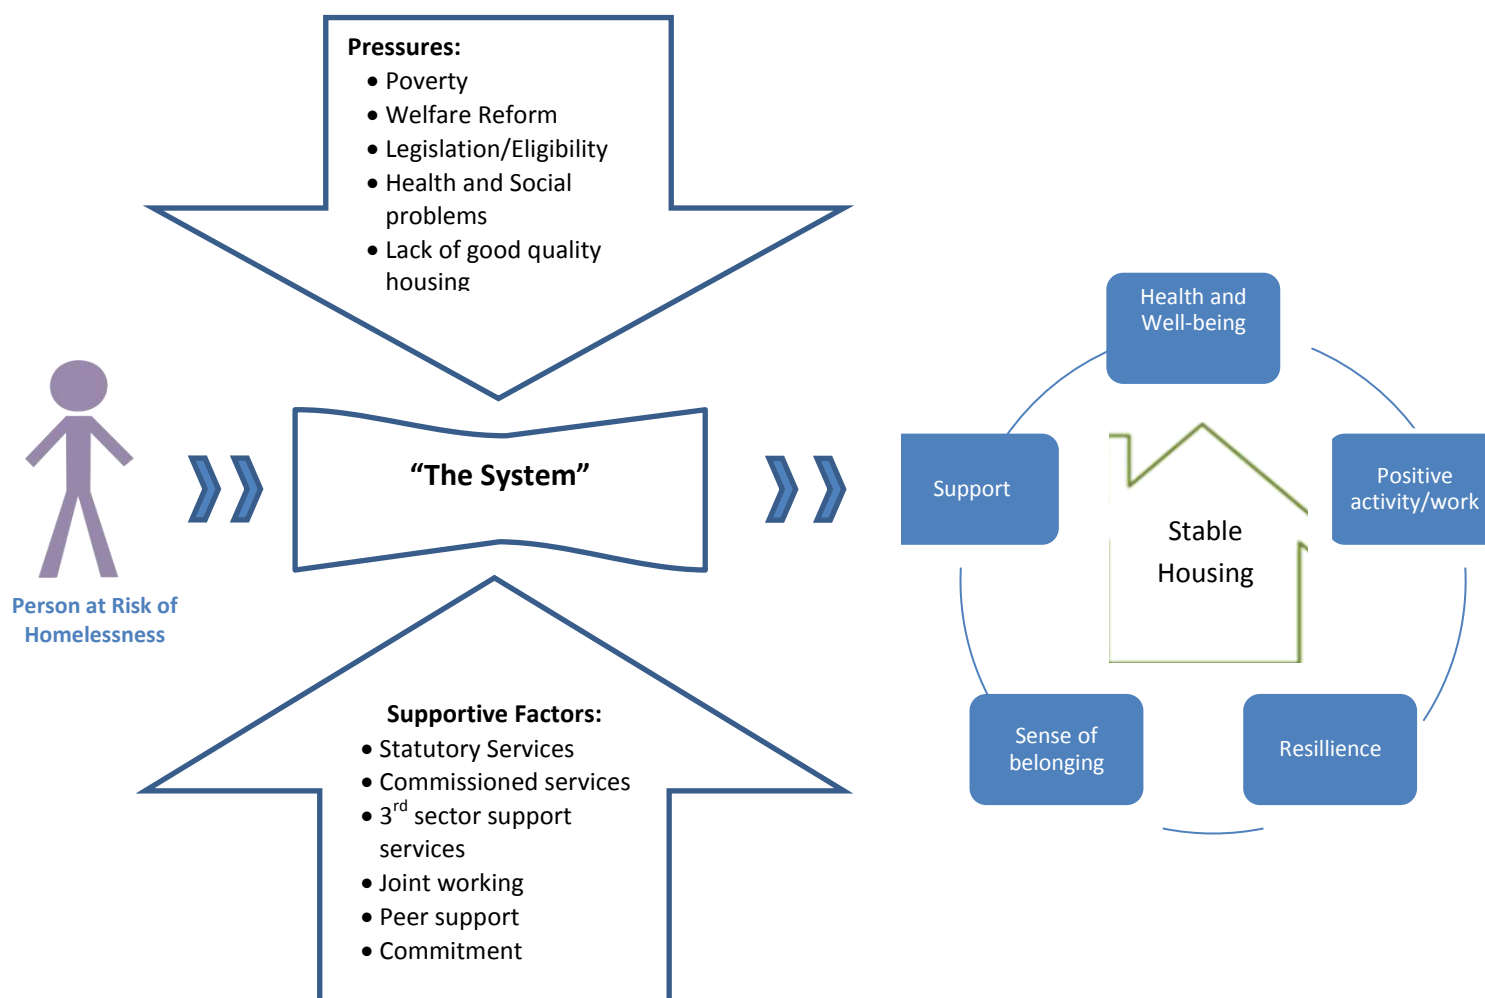 Pressures:
• Poverty
• Welfare Reform
• Legislation/Eligibility
• Health and Social
problems
• Lack of good quality
housing
Person at Risk of
Homelessness
“The System”
Supportive Factors:
• Statutory Services
• Commissioned services
• 3rd sector support
services
• Joint working
• Peer support
• Commitment
Health and
Well-being
Support
Positive
activity/work
Stable
Housing
Sense of
belonging
Resillience